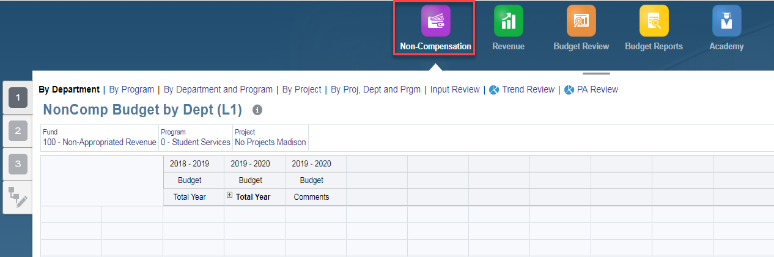 Non-Compensation Revenue Budget Review Budget Reports Academy
1
2
3
By Department | By Program | By Department and Program | By Project | By Proj, Dept and Prgm | Input Review | Trend Review | PA Review
NonComp Budget by Dept (L1)
Fund Program Project
100 - Non-Appropriated Revenue 0 - Student Services No Projects Madison
2018 - 2019 2019 - 2020 2019 - 2020
Budget Budget Budget
Total Year Total Year Comments